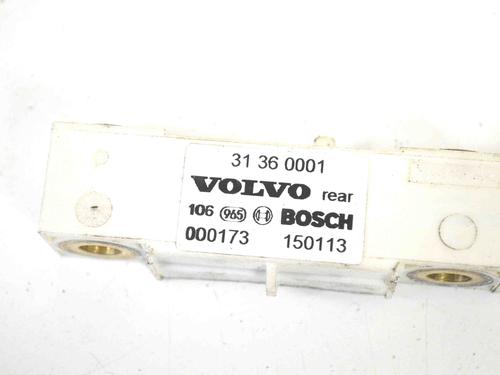 31 36 0001
VOLVO rear
106 965 BOSCH
000173 150113